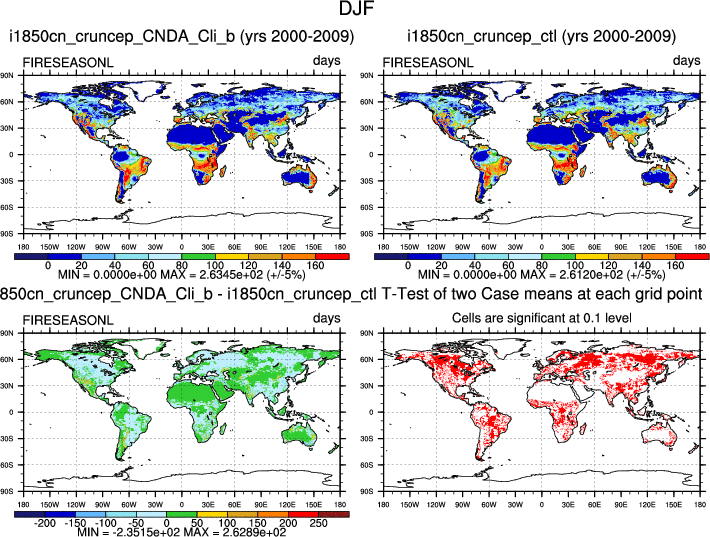 DJF
i1850cn_cruncep_CNDA_Cli_b (yrs 2000-2009)
FIRESEASONL days
90N
60N
30N
0
30S
60S
90S
180 150W 120W 90W 60W 30W 0 30E 60E 90E 120E 150E 180
0 20 40 60 80 100 120 140 160
MIN = 0.0000e+00 MAX = 2.6345e+02 (+/-5%)
i1850cn_cruncep_ctl (yrs 2000-2009)
FIRESEASONL days
90N
60N
30N
0
30S
60S
90S
180 150W 120W 90W 60W 30W 0 30E 60E 90E 120E 150E 180
0 20 40 60 80 100 120 140 160
MIN = 0.0000e+00 MAX = 2.6120e+02 (+/-5%)
850cn_cruncep_CNDA_Cli_b - i1850cn_cruncep_ctl
FIRESEASONL days
90N
60N
30N
0
30S
60S
90S
180 150W 120W 90W 60W 30W 0 30E 60E 90E 120E 150E 180
-200 -150 -100 -50 0 50 100 150 200 250
MIN = -2.3515e+02 MAX = 2.6289e+02
T-Test of two Case means at each grid point
Cells are significant at 0.1 level
90N
60N
30N
0
30S
60S
90S
180 150W 120W 90W 60W 30W 0 30E 60E 90E 120E 150E 180